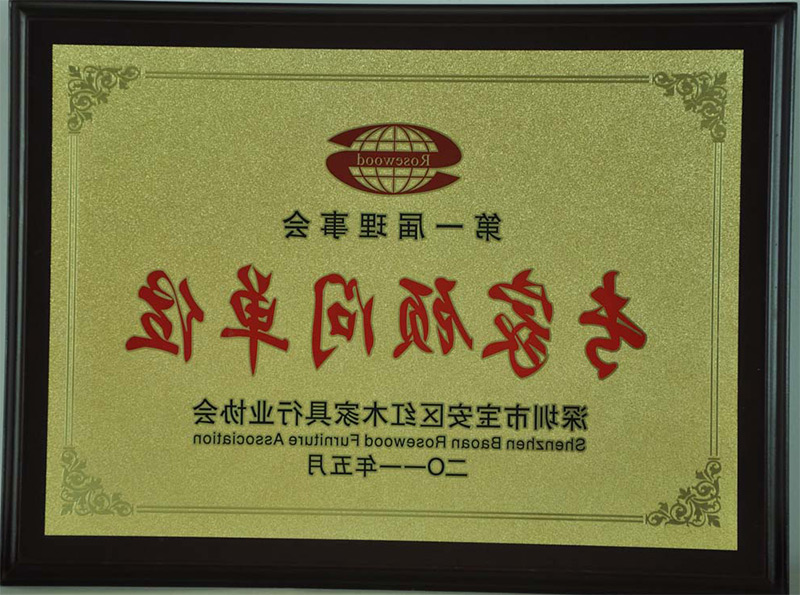 Rosewood
第一届理事会
专家顾问单位
深圳市宝安区红木家具行业协会
Shenzhen Baoan Rosewood Furniture Association
二〇一一年五月